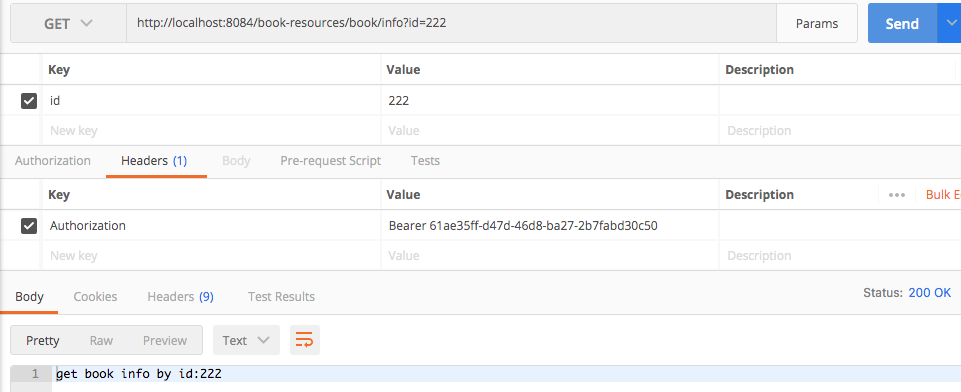 GET http://localhost:8084/book-resources/book/info?id=222 Params Send
Key Value Description
id 222
New key Value Description
Authorization Headers (1) Body Pre-request Script Tests
Key Value Description ••• Bulk E
Authorization Bearer 61ae35ff-d47d-46d8-ba27-2b7fabd30c50
New key Value Description
Body Cookies Headers (9) Test Results Status: 200 OK
Pretty Raw Preview Text
1 get book info by id:222